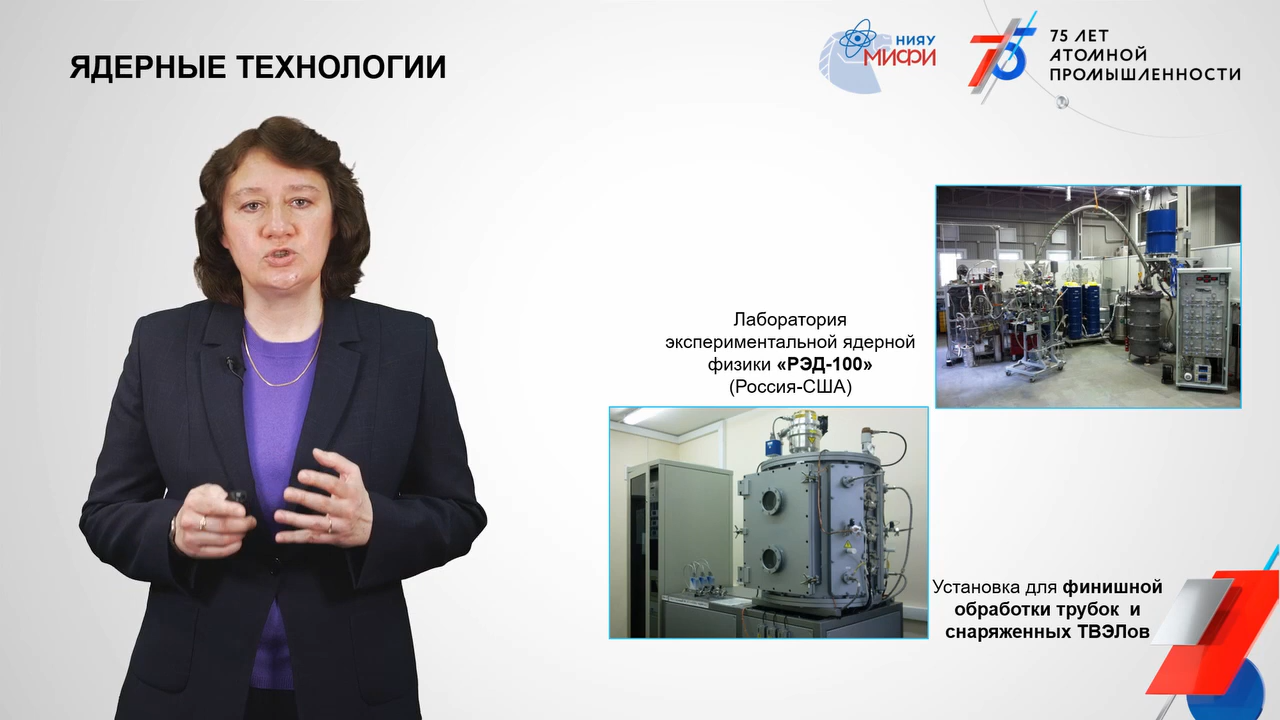 ЯДЕРНЫЕ ТЕХНОЛОГИИ
НИЯУ
МИФИ
75
75 ЛЕТ
АТОМНОЙ
ПРОМЫШЛЕННОСТИ
Лаборатория
экспериментальной ядерной
физики «РЭД-100»
(Россия-США)
Установка для финишной
обработки трубок и
снаряженных ТВЭЛов